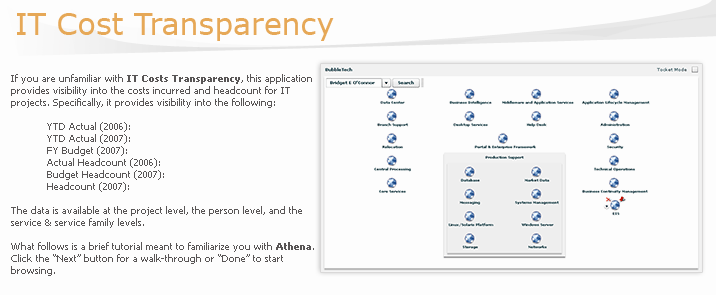 IT Cost Transparency
If you are unfamiliar with IT Costs Transparency, this application
provides visibility into the costs incurred and headcount for IT
projects. Specifically, it provides visibility into the following:
YTD Actual (2006):
YTD Actual (2007):
FY Budget (2007):
Actual Headcount (2006):
Budget Headcount (2007):
Headcount (2007):
The data is available at the project level, the person level, and the
service & service family levels.
What follows is a brief tutorial meant to familiarize you with Athena.
Click the "Next" button for a walk-through or "Done" to start
browsing.
BubbleTech
Tocket Mode
Bridget E O'Connor Search
Data Center Business Intelligence Middleware and Application Services Application Lifecycle Management
Branch Support Desktop Services Help Desk Administration
Relocation Portal & Enterprise Framework Security
Production Support
Central Processing Technical Operations
Database Market Data
Core Services Business Continuity Management
Messaging Systems Management
ETS
Linux/Solaris Platform Windows Server
Storage Networks